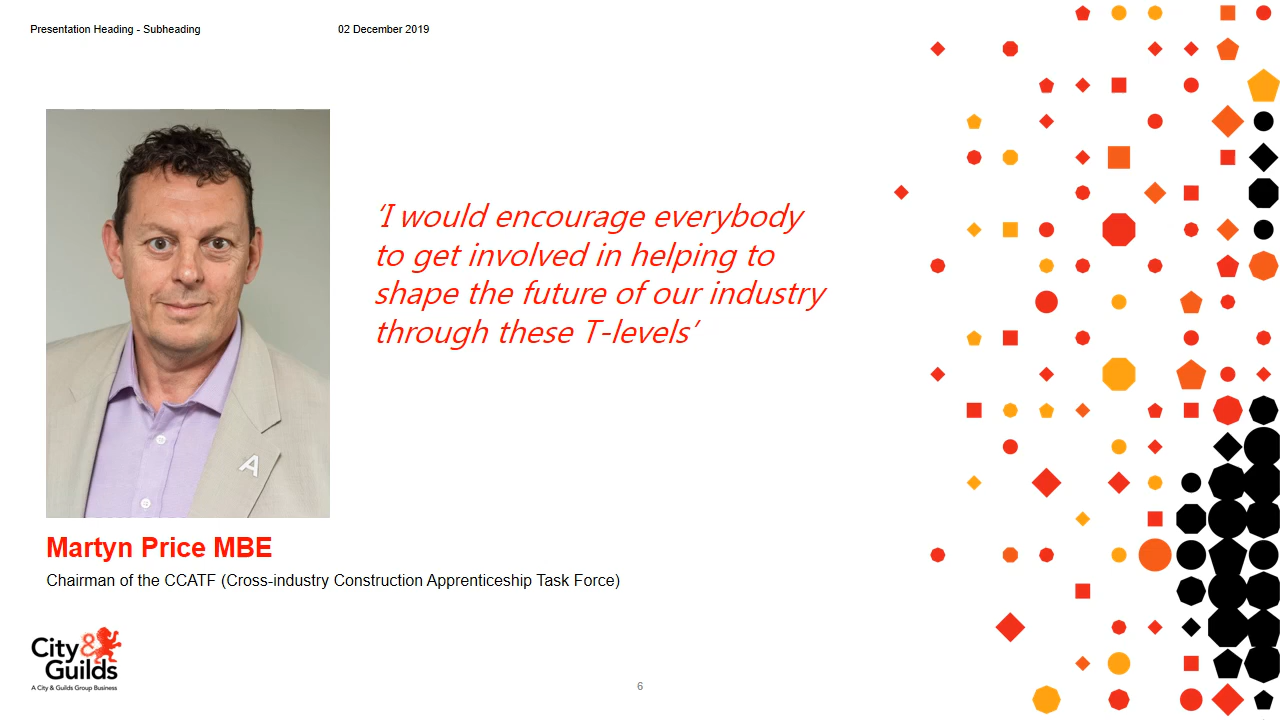 Presentation Heading - Subheading
02 December 2019
‘I would encourage everybody
to get involved in helping to
shape the future of our industry
through these T-levels’
A
Martyn Price MBE
Chairman of the CCATF (Cross-industry Construction Apprenticeship Task Force)
City &
Guilds
A City & Guilds Group Business
6